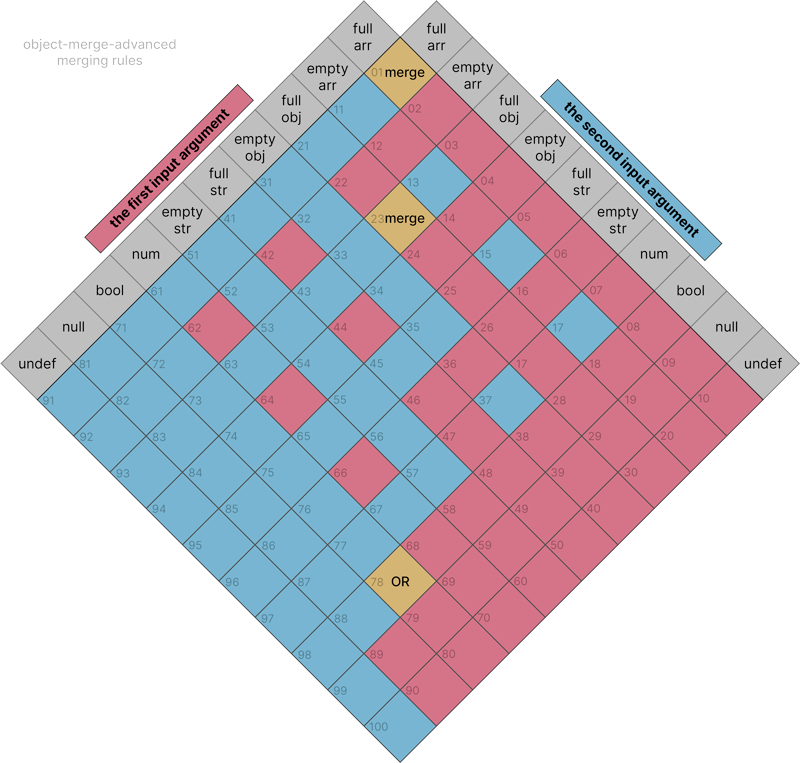 object-merge-advanced
merging rules
the first input argument
the second input argument
full
arr
empty
arr
full
obj
empty
obj
full
str
empty
str
num
bool
null
undef
full
arr
empty
arr
full
obj
empty
obj
full
str
empty
str
num
bool
null
undef
01 merge
11 02
21 12 03
31 22 13 04
41 32 23 merge 14 05
51 42 33 24 15 06
61 52 43 34 25 16 07
71 62 53 44 35 26 17 08
81 72 63 54 45 36 17 18 09
91 82 73 64 55 46 37 28 19 10
92 83 74 65 56 47 38 29 20
93 84 75 66 57 48 39 30
94 85 76 67 58 49 40
95 86 77 68 59 50
96 87 78 OR 69 60
97 88 79 70
98 89 80
99 90
100